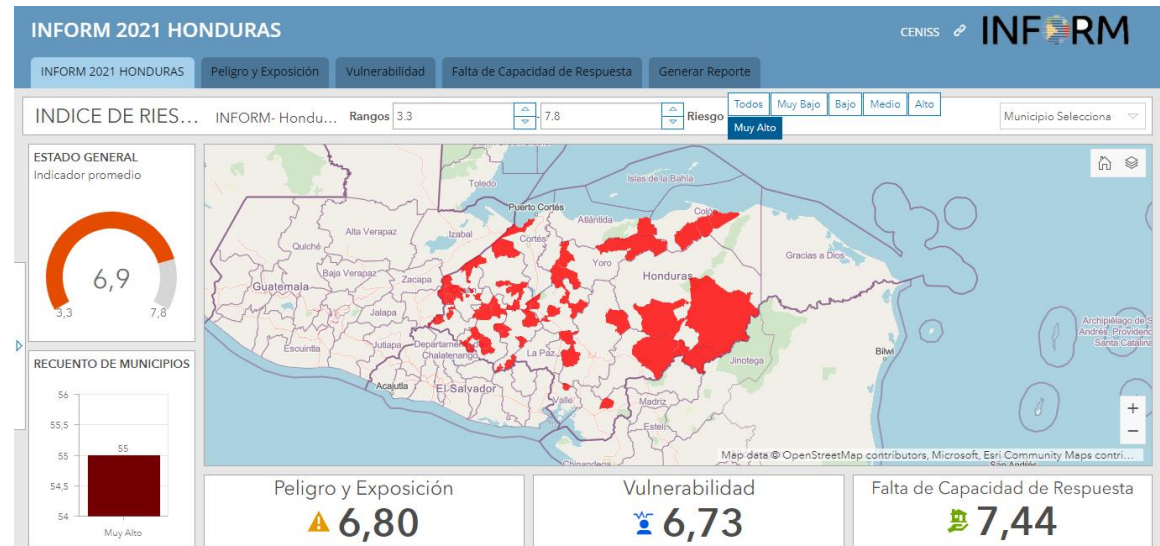 INFORM 2021 HONDURAS
CENISS
INFORM
INFORM 2021 HONDURAS
Peligro y Exposición
Vulnerabilidad
Falta de Capacidad de Respuesta
Generar Reporte
INDICE DE RIES...
INFORM- Hondu...
Rangos 3.3 - 7.8
Riesgo
Todos
Muy Bajo
Bajo
Medio
Alto
Muy Alto
Municipio Selecciona
ESTADO GENERAL
Indicador promedio
6,9
3,3
7,8
RECUENTO DE MUNICIPIOS
56
55,5
55
54,5
54
55
Muy Alto
Toledo
Islas de la Bahía
Puerto Cortés
Izabal
Cortés
Atlántida
Colón
Alta Verapaz
Quiché
Yoro
Gracias a Dios
Baja Verapaz
Zacapa
Honduras
Guatemala
Jalapa
Jutiapa
Escuintla
Chalatenango
La Paz
Jinotega
Bilwi
Acajutla
El Salvador
Valle
Madriz
Estelí
Chinandega
Archipiélago de S
Andrés, Providenc
Santa Catalina
San Andrés
+
−
Map data © OpenStreetMap contributors, Microsoft, Esri Community Maps contri...
Peligro y Exposición
6,80
Vulnerabilidad
6,73
Falta de Capacidad de Respuesta
7,44